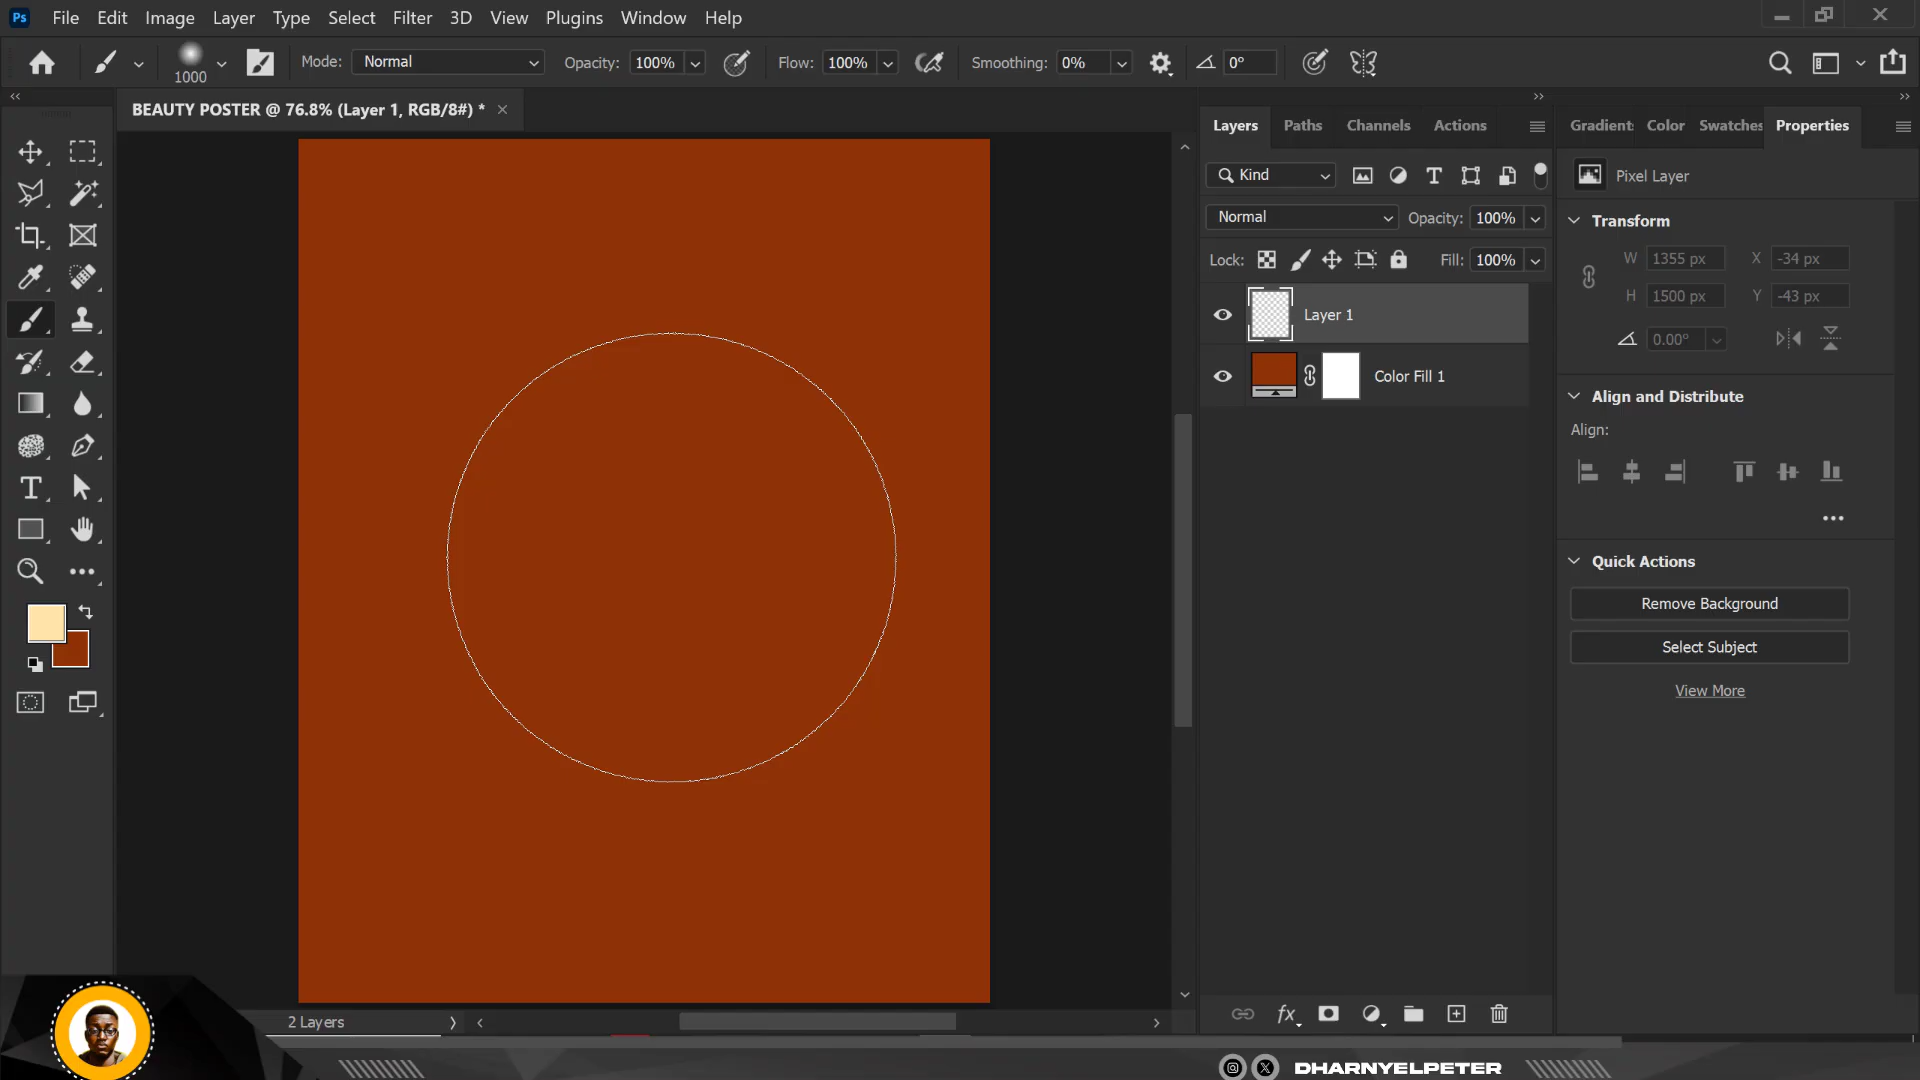 Ps File Edit Image Layer Type Select Filter 3D View Plugins Window Help
1000 Mode: Normal Opacity: 100% Flow: 100% Smoothing: 0% 0°
BEAUTY POSTER @ 76.8% (Layer 1, RGB/8#) *
Layers Paths Channels Actions
Kind
Normal Opacity: 100%
Lock: Fill: 100%
Layer 1
Color Fill 1
Gradient Color Swatches Properties
Pixel Layer
Transform
W 1355 px X -34 px
H 1500 px Y -43 px
0.00°
Align and Distribute
Align:
Quick Actions
Remove Background
Select Subject
View More
2 Layers
fx
DHARNYELPETER